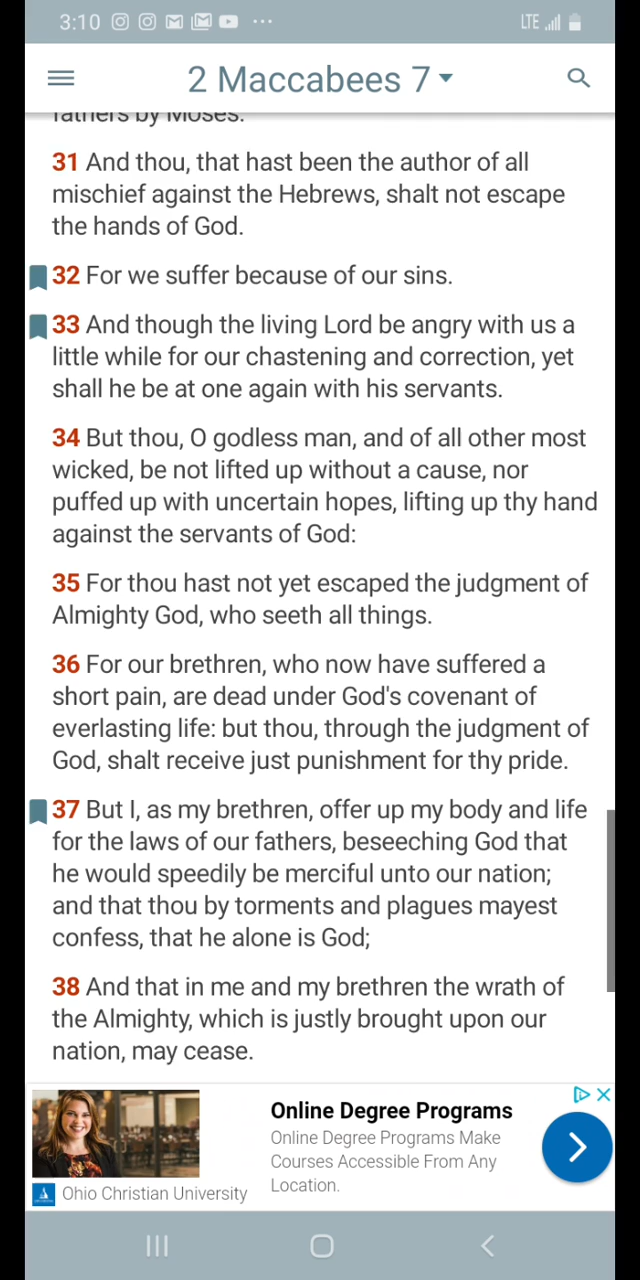 3:10
LTE
2 Maccabees 7
fathers by Moses.
31 And thou, that hast been the author of all
mischief against the Hebrews, shalt not escape
the hands of God.
32 For we suffer because of our sins.
33 And though the living Lord be angry with us a
little while for our chastening and correction, yet
shall he be at one again with his servants.
34 But thou, O godless man, and of all other most
wicked, be not lifted up without a cause, nor
puffed up with uncertain hopes, lifting up thy hand
against the servants of God:
35 For thou hast not yet escaped the judgment of
Almighty God, who seeth all things.
36 For our brethren, who now have suffered a
short pain, are dead under God's covenant of
everlasting life: but thou, through the judgment of
God, shalt receive just punishment for thy pride.
37 But I, as my brethren, offer up my body and life
for the laws of our fathers, beseeching God that
he would speedily be merciful unto our nation;
and that thou by torments and plagues mayest
confess, that he alone is God;
38 And that in me and my brethren the wrath of
the Almighty, which is justly brought upon our
nation, may cease.
Online Degree Programs
Online Degree Programs Make
Courses Accessible From Any
Location.
Ohio Christian University